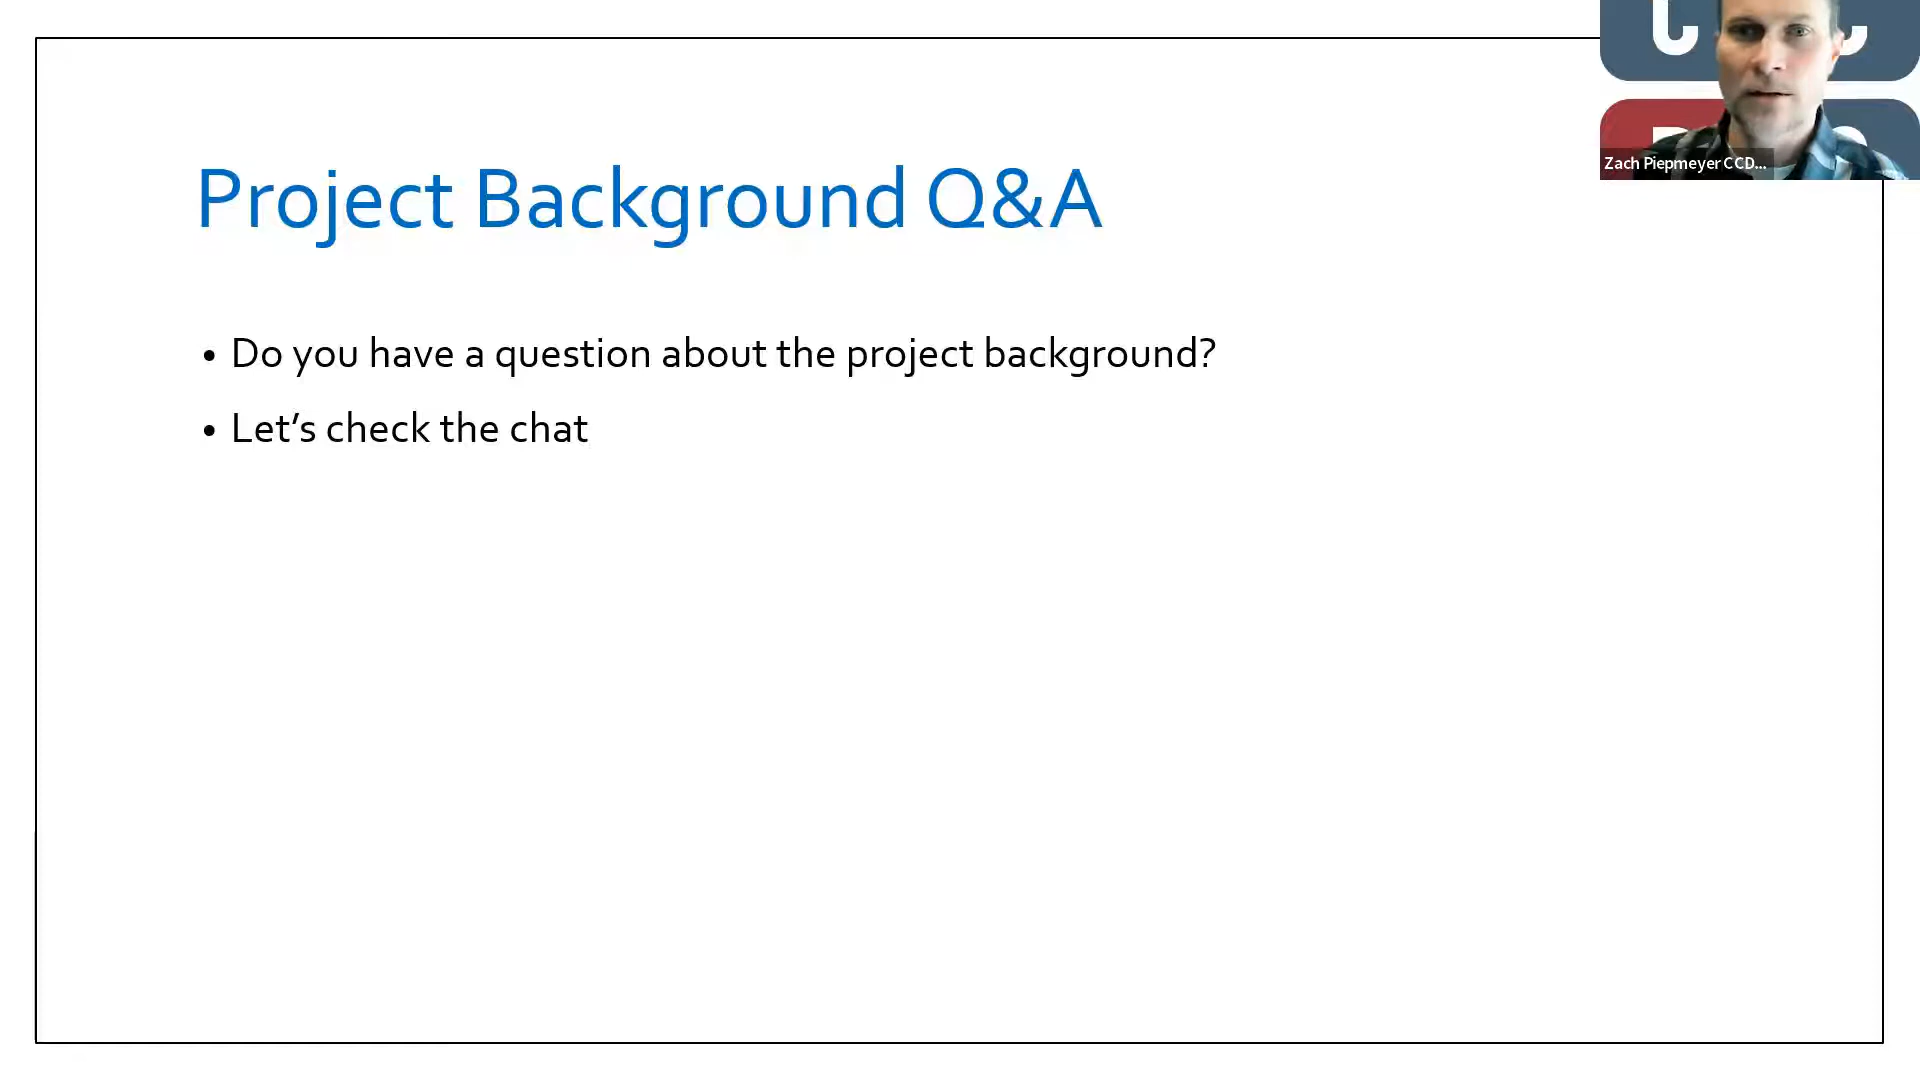 Project Background Q&A
• Do you have a question about the project background?
• Let’s check the chat
Zach Piepmeyer CCD...